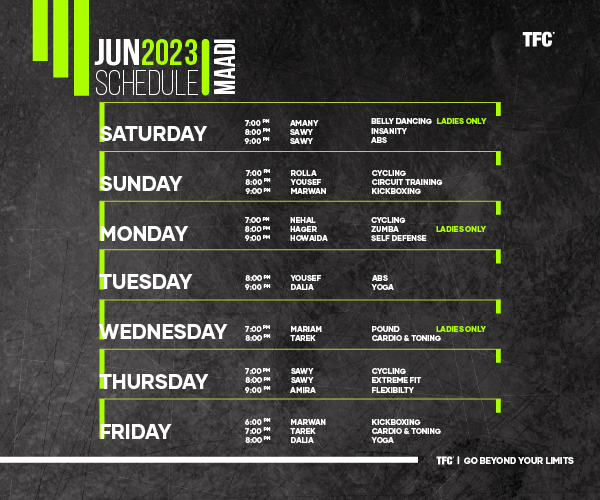 JUN2023
SCHEDULE
MAADI
TFC
SATURDAY
7:00 PM AMANY BELLY DANCING LADIES ONLY
8:00 PM SAWY INSANITY
9:00 PM SAWY ABS
SUNDAY
7:00 PM ROLLA CYCLING
8:00 PM YOUSEF CIRCUIT TRAINING
9:00 PM MARWAN KICKBOXING
MONDAY
7:00 PM NEHAL CYCLING
8:00 PM HAGER ZUMBA LADIES ONLY
9:00 PM HOWAIDA SELF DEFENSE
TUESDAY
8:00 PM YOUSEF ABS
9:00 PM DALIA YOGA
WEDNESDAY
7:00 PM MARIAM POUND LADIES ONLY
8:00 PM TAREK CARDIO & TONING
THURSDAY
7:00 PM SAWY CYCLING
8:00 PM SAWY EXTREME FIT
9:00 PM AMIRA FLEXIBILTY
FRIDAY
6:00 PM MARWAN KICKBOXING
7:00 PM TAREK CARDIO & TONING
8:00 PM DALIA YOGA
TFC | GO BEYOND YOUR LIMITS